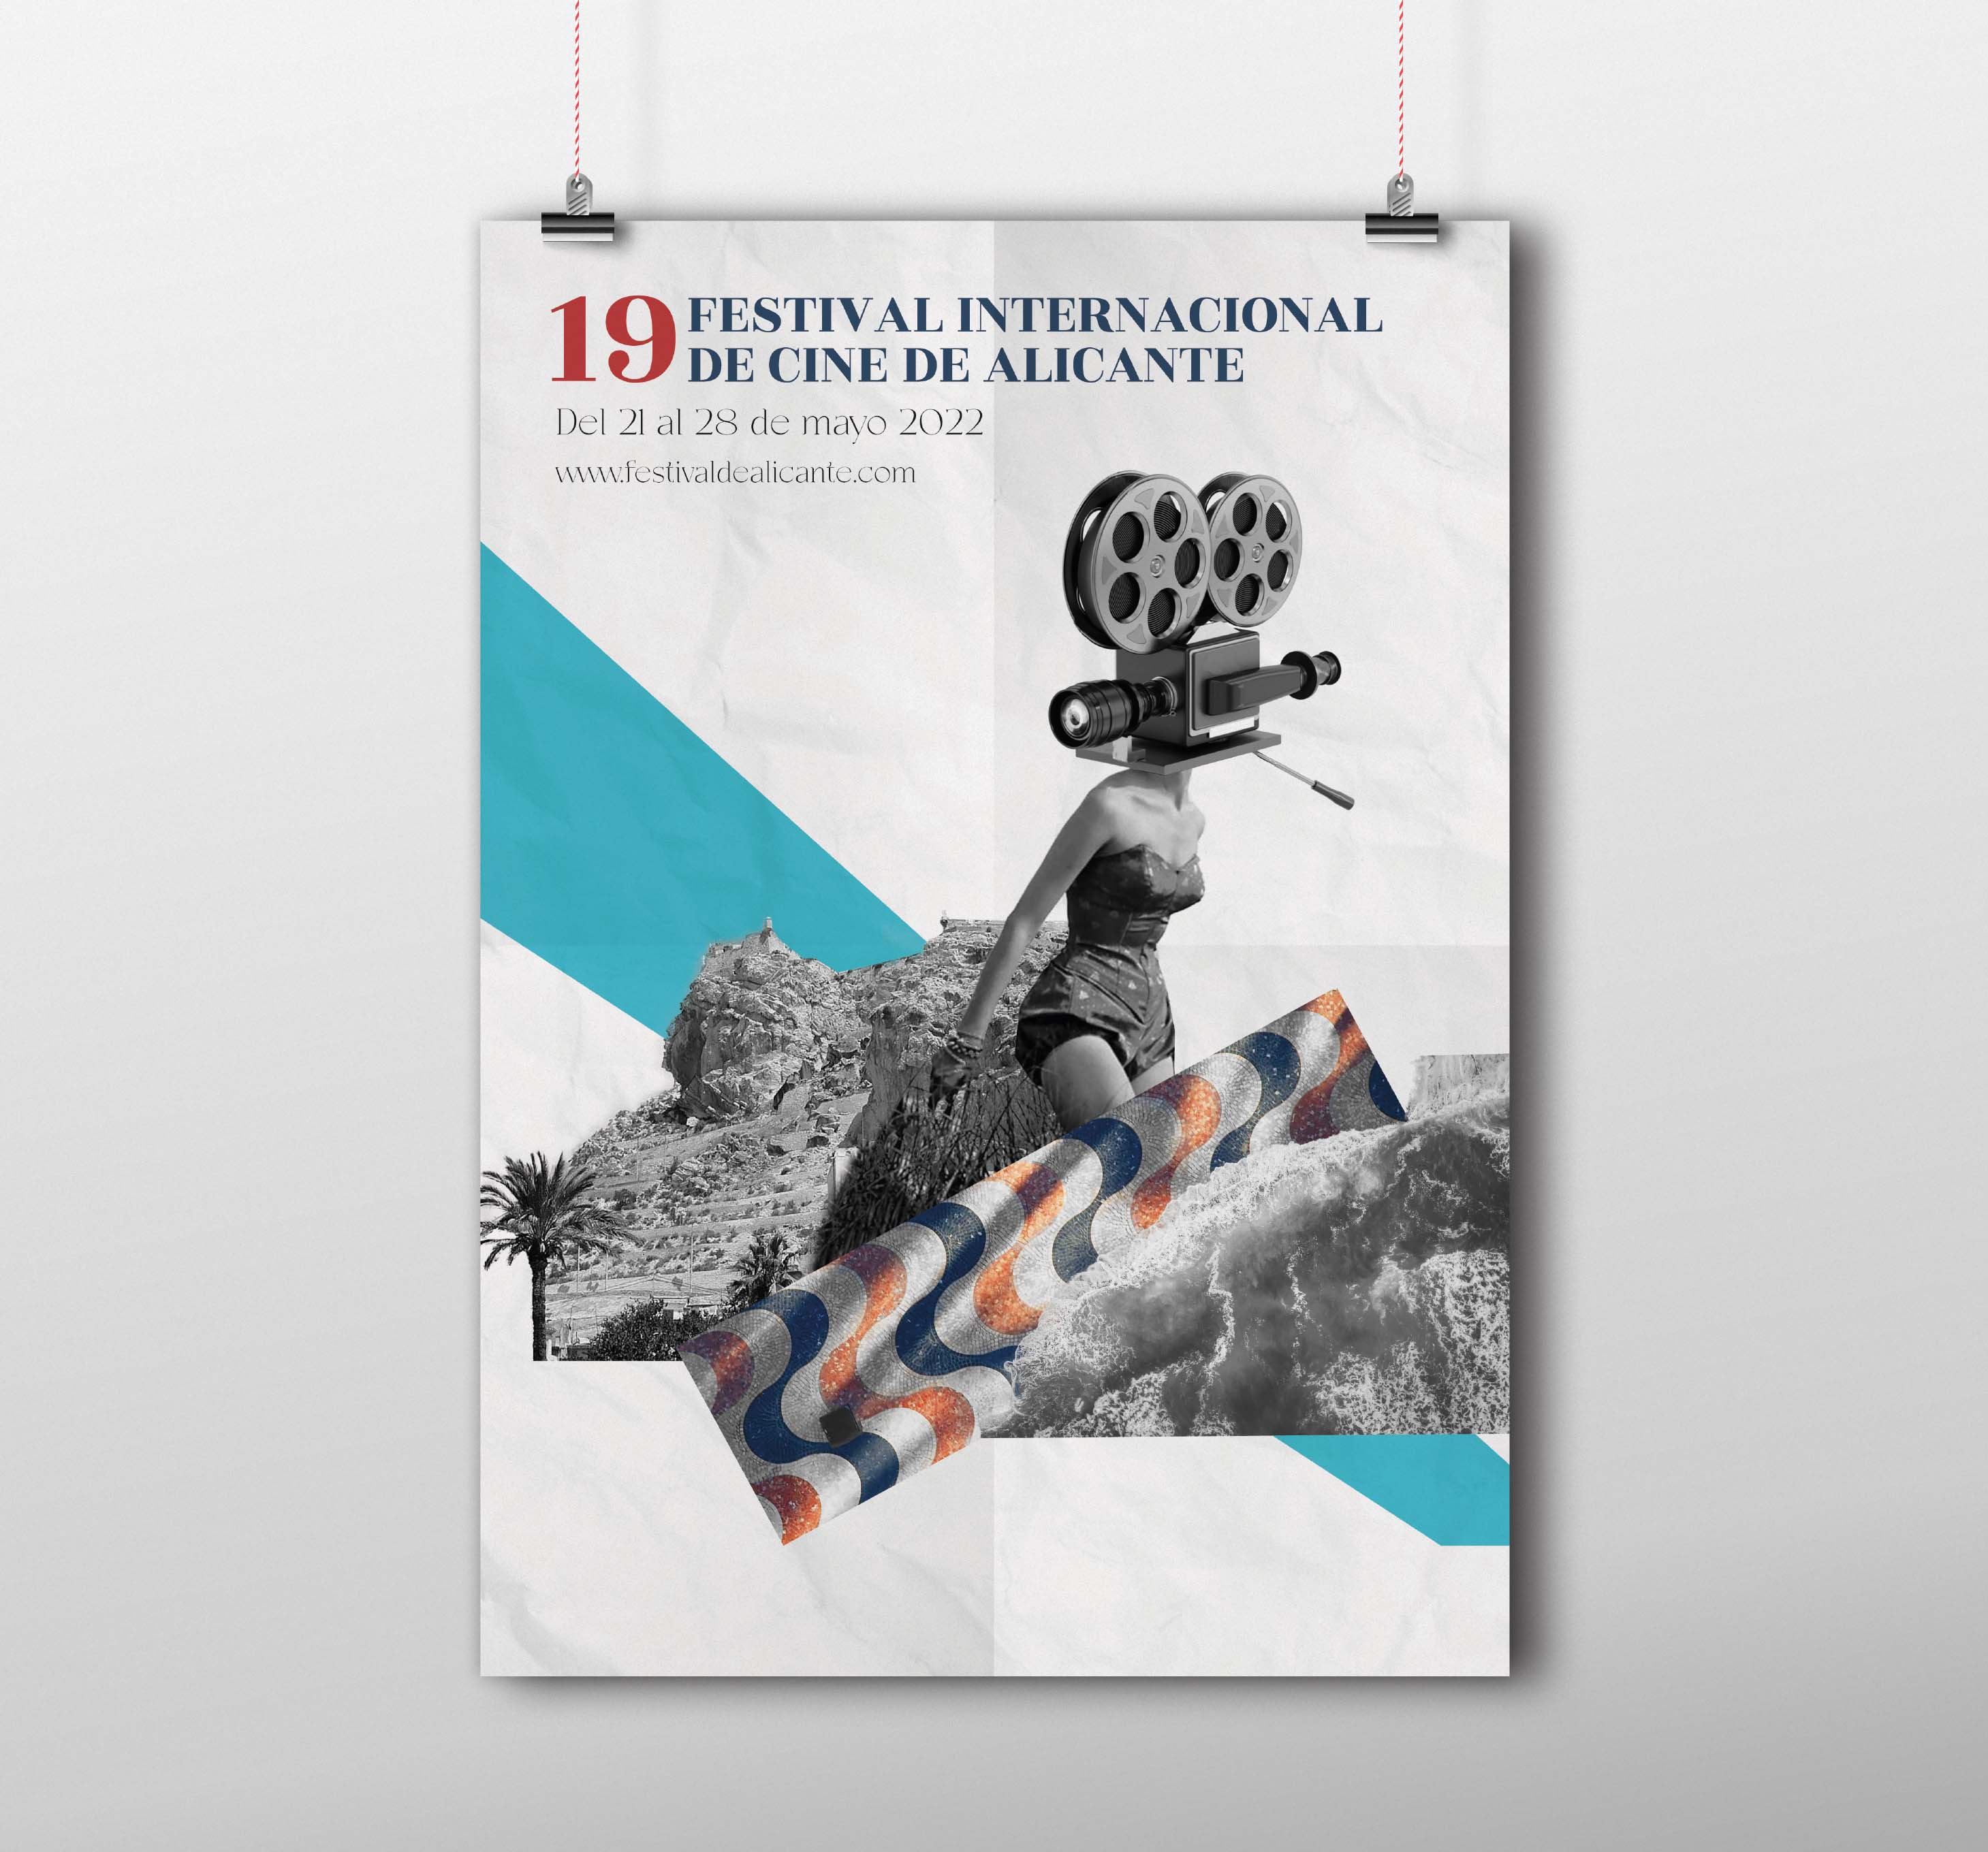 19 FESTIVAL INTERNACIONAL
DE CINE DE ALICANTE
Del 21 al 28 de mayo 2022
www.festivaldealicante.com